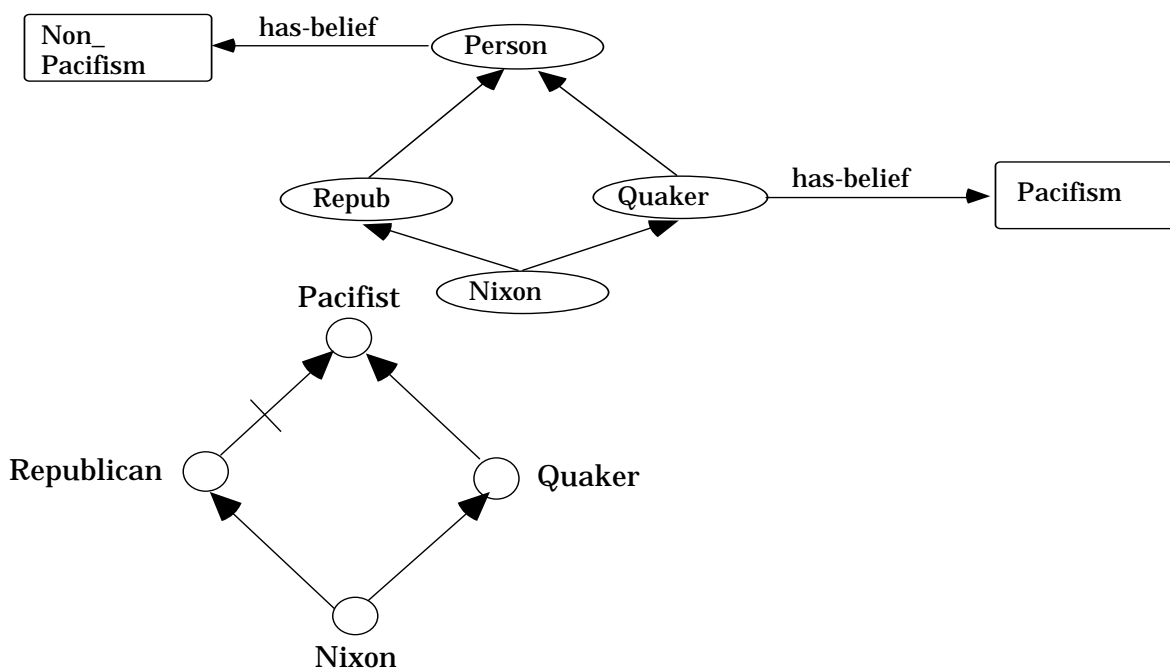 Non_
Pacifism
has-belief
Person
Repub
Quaker
has-belief
Pacifism
Nixon
Pacifist
Republican
Quaker
Nixon